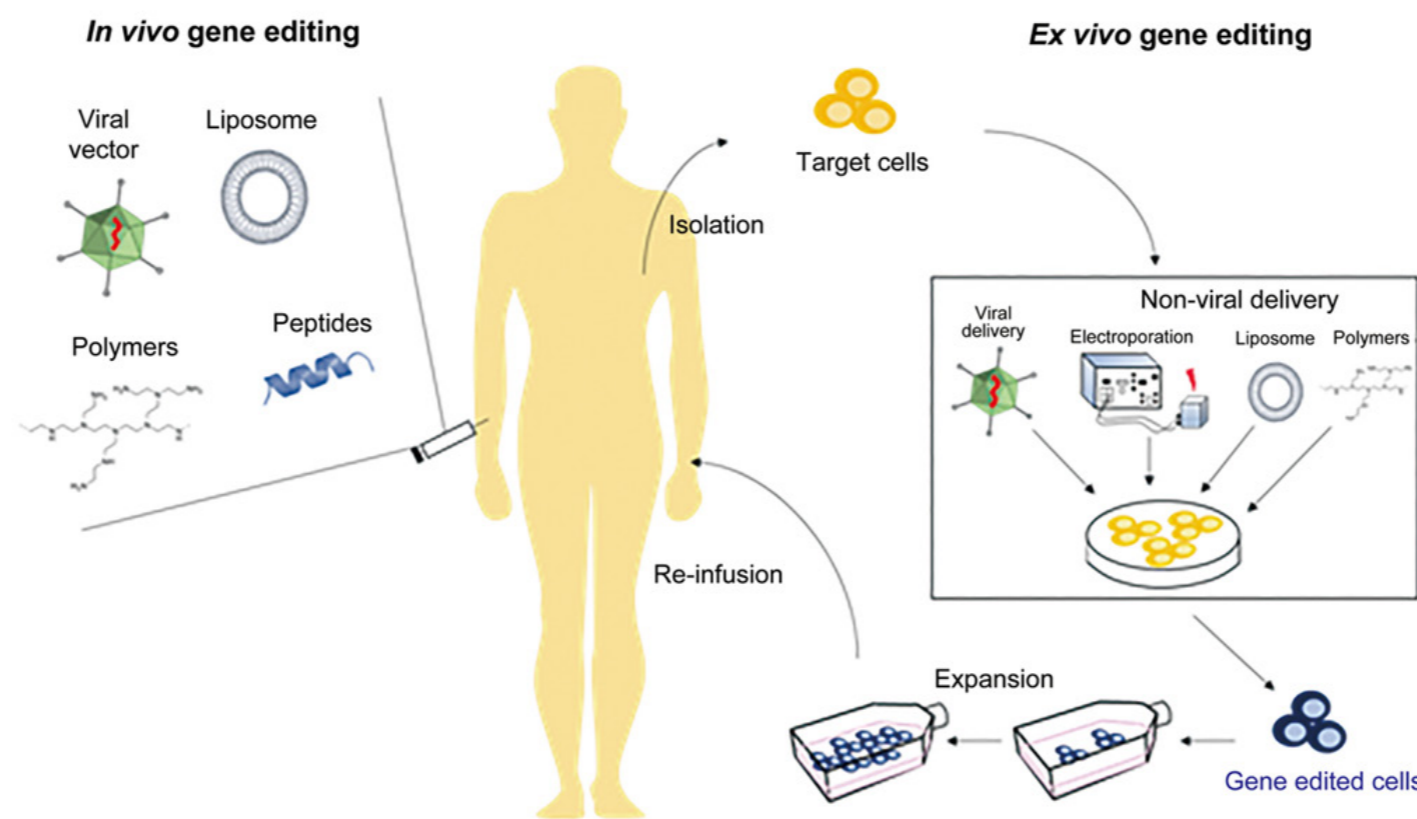 In vivo gene editing
Viral
vector
Liposome
Polymers
Peptides
Isolation
Re-infusion
Ex vivo gene editing
Target cells
Non-viral delivery
Viral
delivery
Electroporation
Liposome
Polymers
Gene edited cells
Expansion